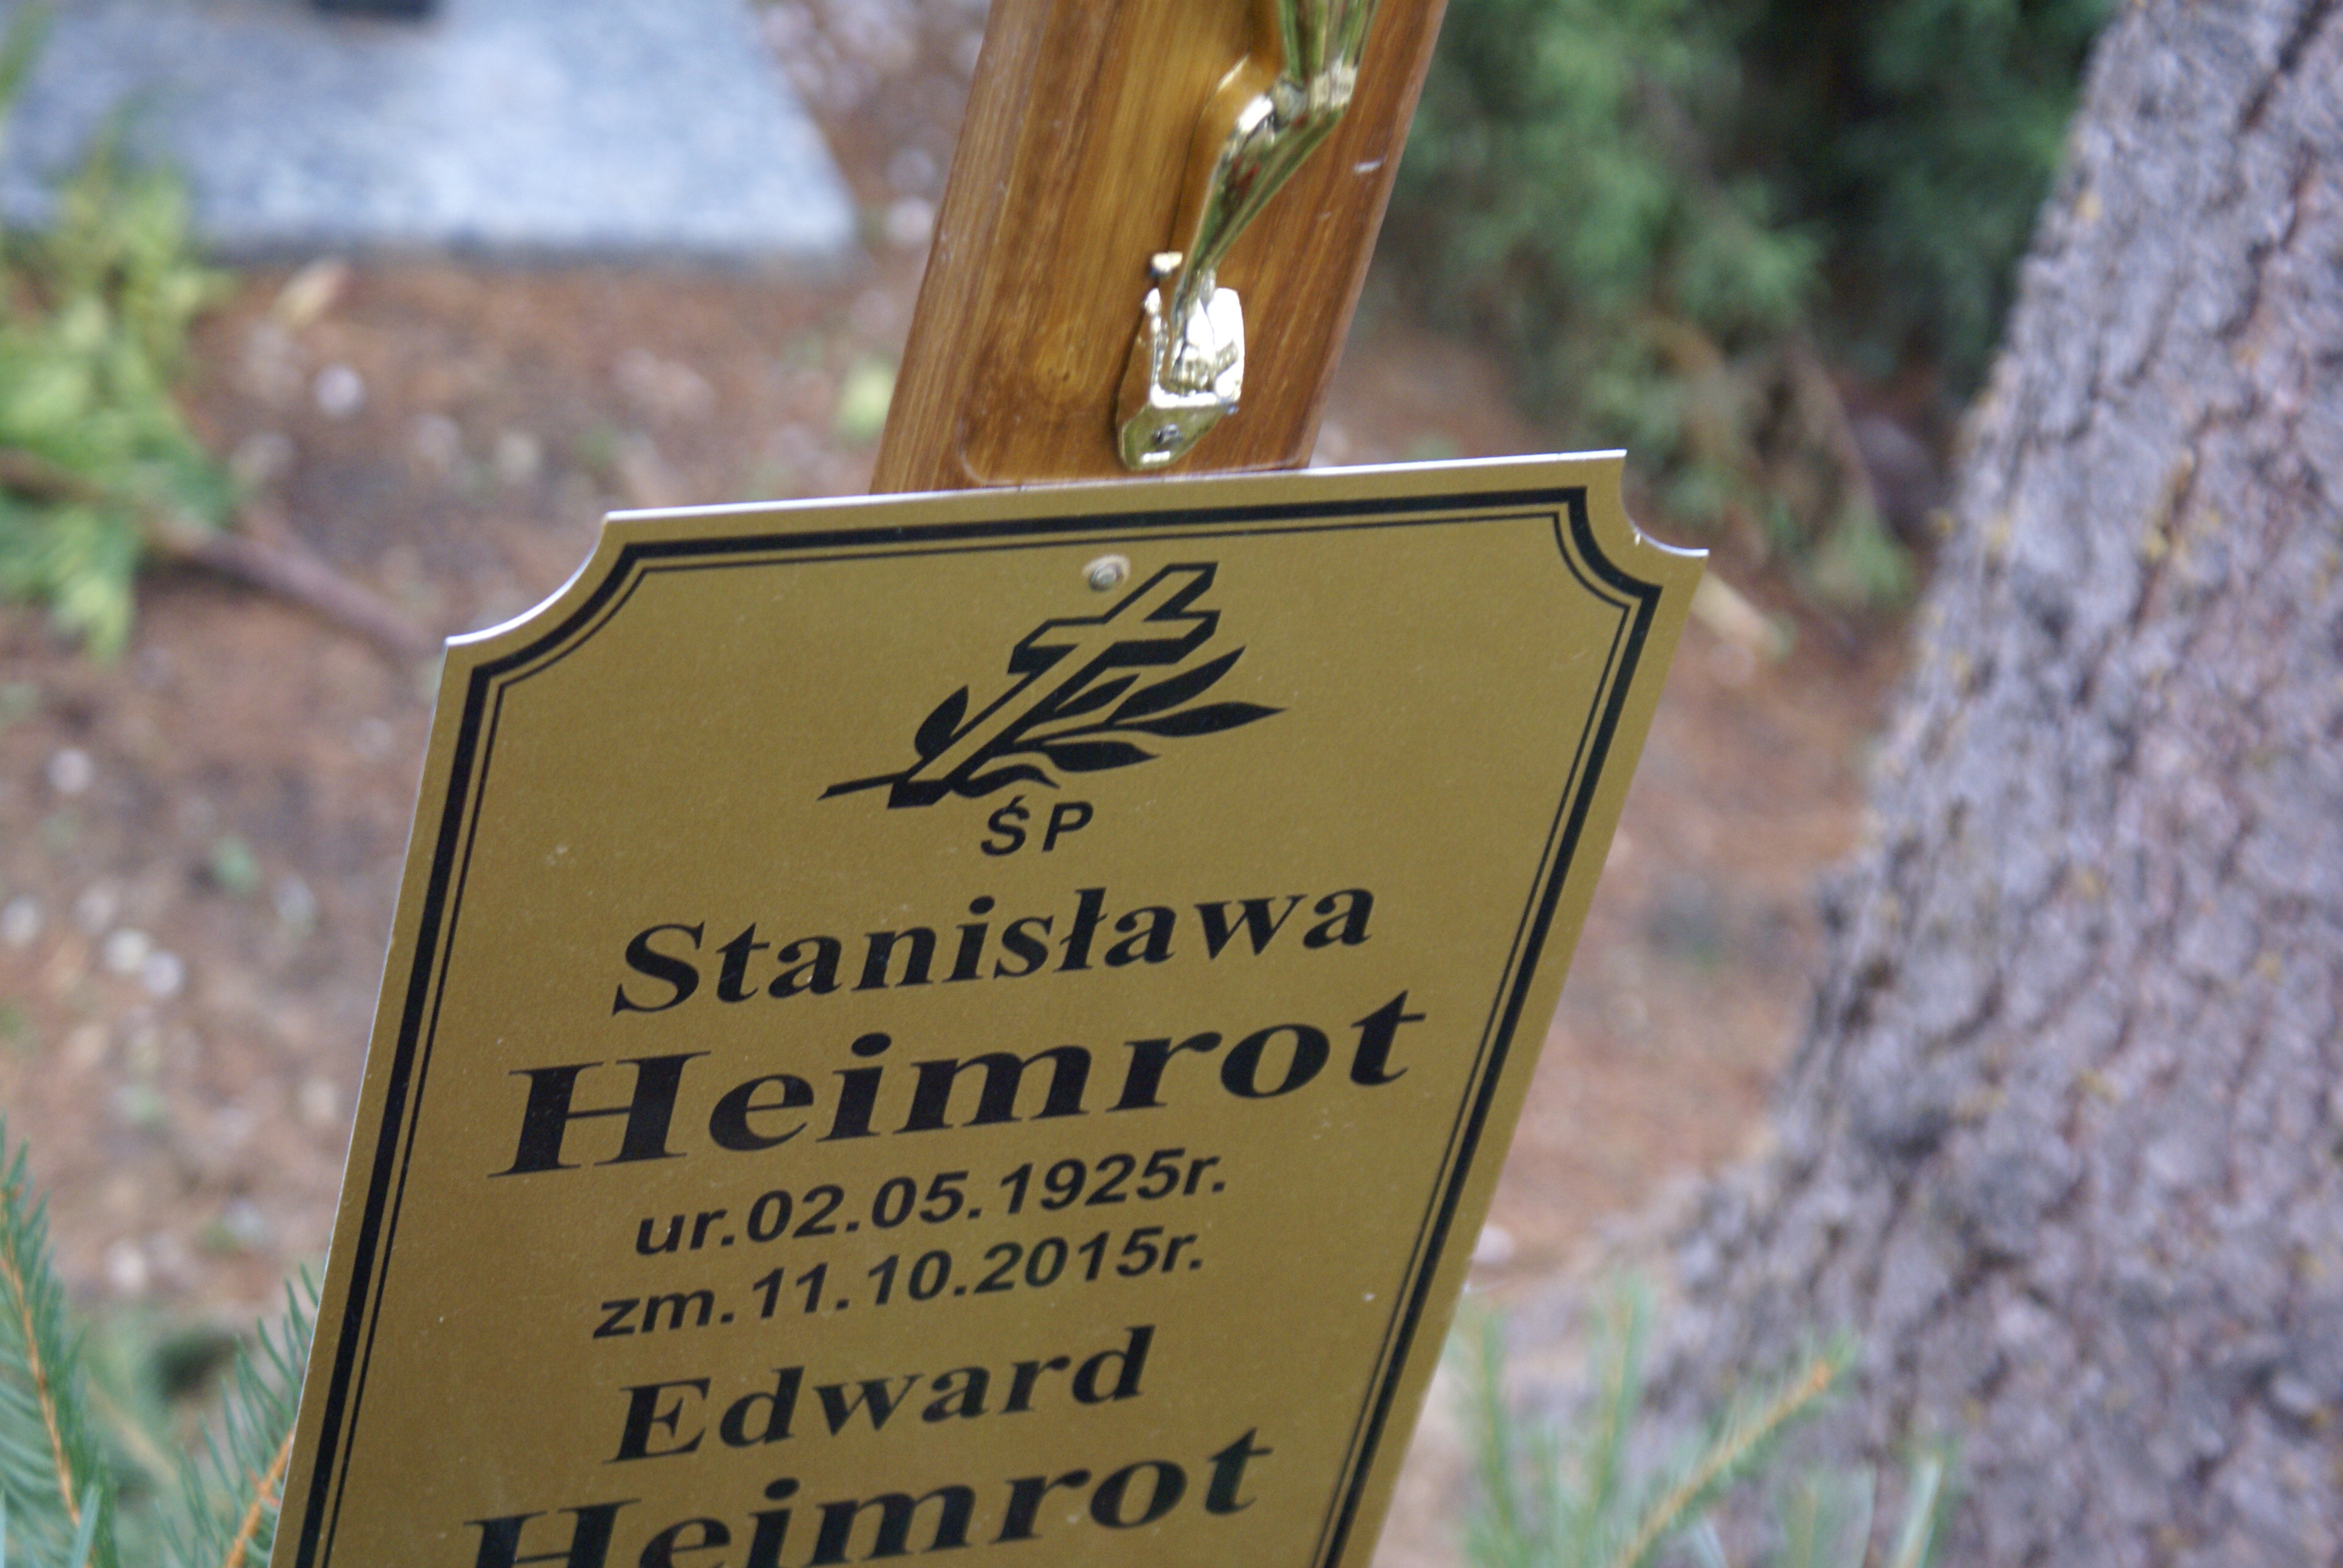 ŚP
Stanisława
Heimrot
ur.02.05.1925r.
zm.11.10.2015r.
Edward
Heimrot